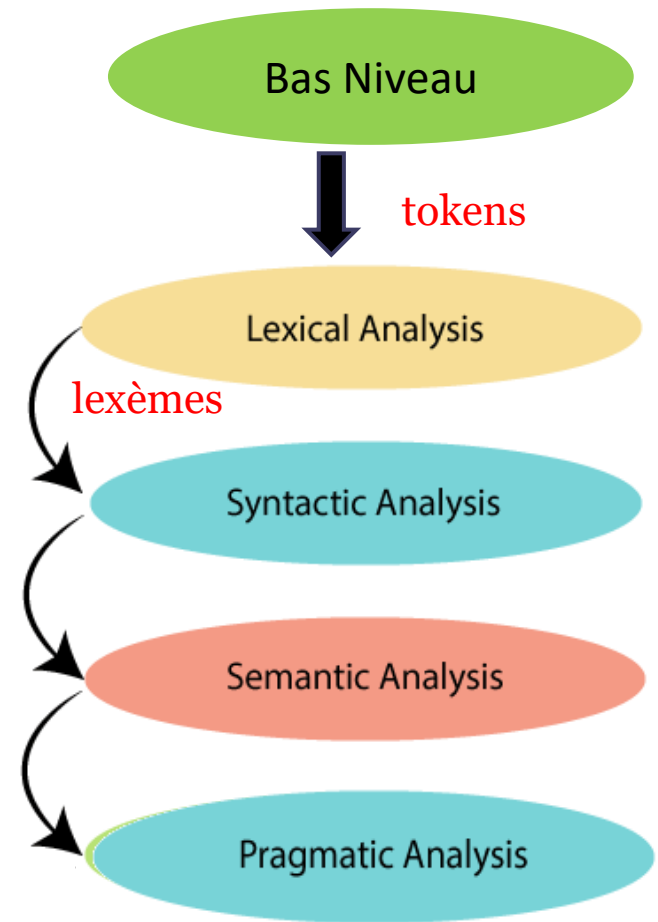 Bas Niveau
tokens
Lexical Analysis
lexèmes
Syntactic Analysis
Semantic Analysis
Pragmatic Analysis